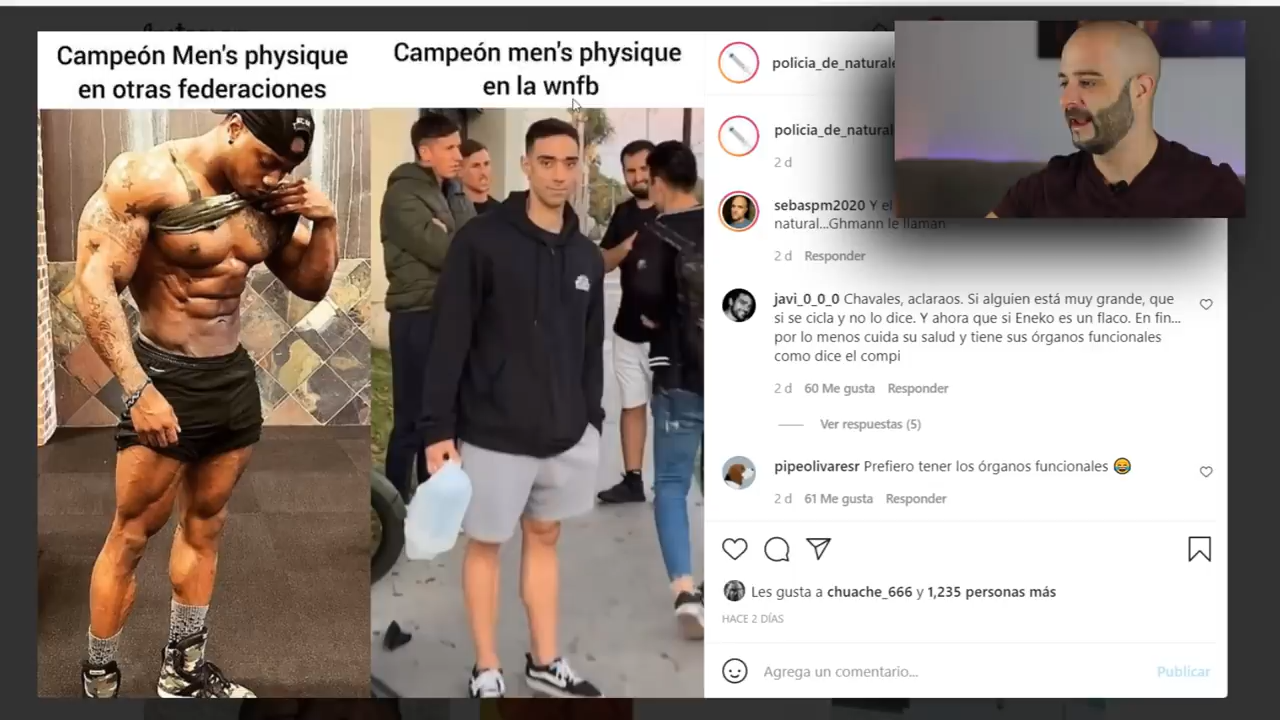 Campeón Men's physique
en otras federaciones
Campeón men's physique
en la wnfb
policia_de_naturale
policia_de_natural
2 d
sebaspm2020 Y el
natural...Ghmann le llaman
2 d Responder
javi_0_0_0 Chavales, aclaraos. Si alguien está muy grande, que
si se cicla y no lo dice. Y ahora que si Eneko es un flaco. En fin...
por lo menos cuida su salud y tiene sus órganos funcionales
como dice el compi
2 d 60 Me gusta Responder
Ver respuestas (5)
pipeolivaresr Prefiero tener los órganos funcionales 😂
2 d 61 Me gusta Responder
Les gusta a chuache_666 y 1,235 personas más
HACE 2 DÍAS
Agrega un comentario...
Publicar